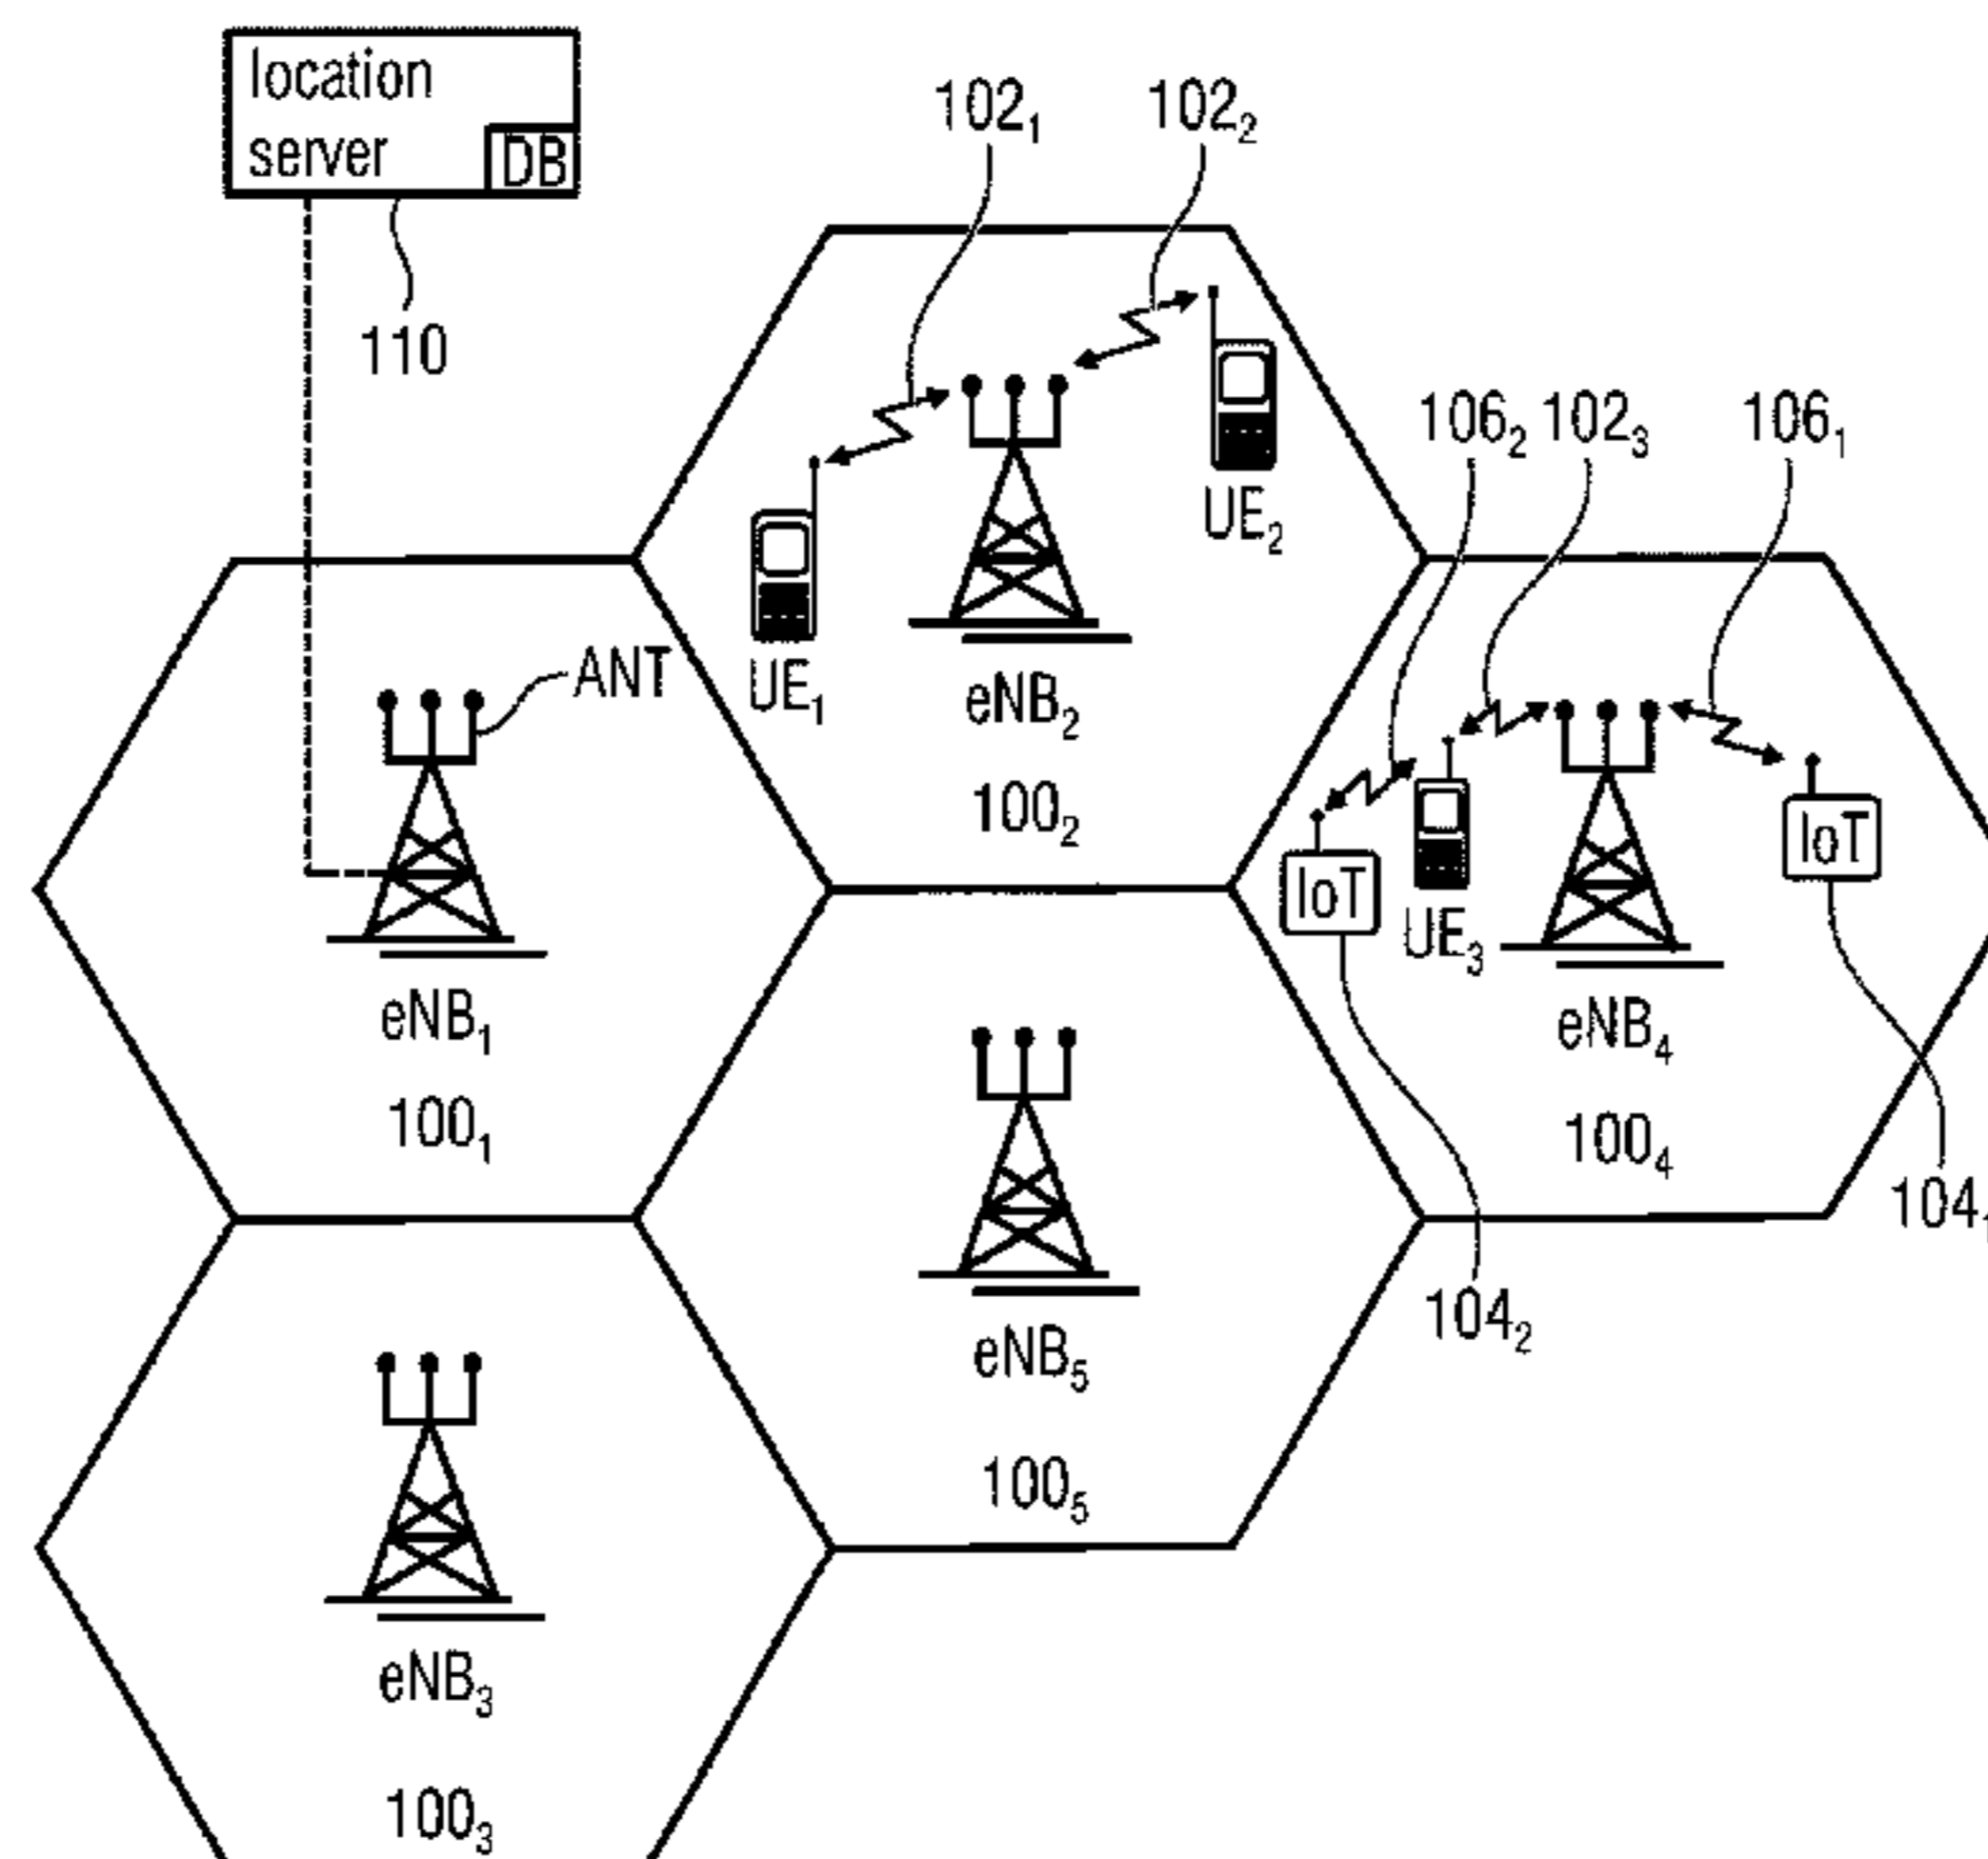 location
server
DB
110
102₁
102₂
106₂
102₃
106₁
UE₂
UE₁
ANT
eNB₂
100₂
IoT
IoT
UE₃
eNB₁
100₁
eNB₄
100₄
104₁
104₂
eNB₅
100₅
eNB₃
100₃